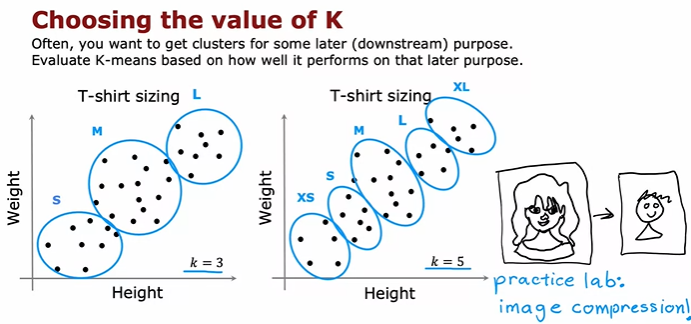 Choosing the value of K
Often, you want to get clusters for some later (downstream) purpose.
Evaluate K-means based on how well it performs on that later purpose.
T-shirt sizing
L
M
S
Weight
k = 3
Height
T-shirt sizing
XL
L
M
S
XS
Weight
k = 5
Height
practice lab:
image compression!